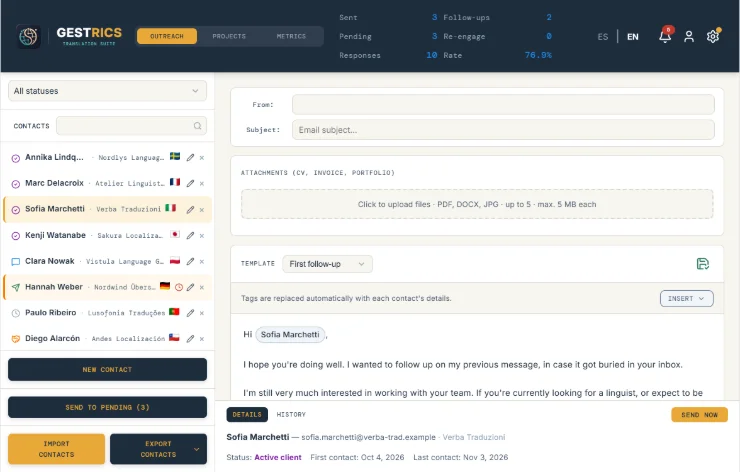 GESTRICS
TRANSLATION SUITE
OUTREACH PROJECTS METRICS
Sent 3 Follow-ups 2
Pending 3 Re-engage 0
Responses 10 Rate 76.9%
ES EN
All statuses
CONTACTS
Annika Lindq… · Nordlys Languag…
Marc Delacroix · Atelier Linguist…
Sofia Marchetti · Verba Traduzioni
Kenji Watanabe · Sakura Localiza…
Clara Nowak · Vistula Language G…
Hannah Weber · Nordwind Übers…
Paulo Ribeiro · Lusofonia Traduções
Diego Alarcón Andes Localización
NEW CONTACT
SEND TO PENDING (3)
IMPORT CONTACTS
EXPORT CONTACTS
From:
Subject: Email subject...
ATTACHMENTS (CV, INVOICE, PORTFOLIO)
Click to upload files · PDF, DOCX, JPG · up to 5 · max. 5 MB each
TEMPLATE First follow-up
Tags are replaced automatically with each contact's details.
INSERT
Hi Sofia Marchetti,
I hope you're doing well. I wanted to follow up on my previous message, in case it got buried in your inbox.
I'm still very much interested in working with your team. If you're currently looking for a linguist, or expect to be
DETAILS HISTORY
SEND NOW
Sofia Marchetti — sofia.marchetti@verba-trad.example · Verba Traduzioni
Status: Active client First contact: Oct 4, 2026 Last contact: Nov 3, 2026